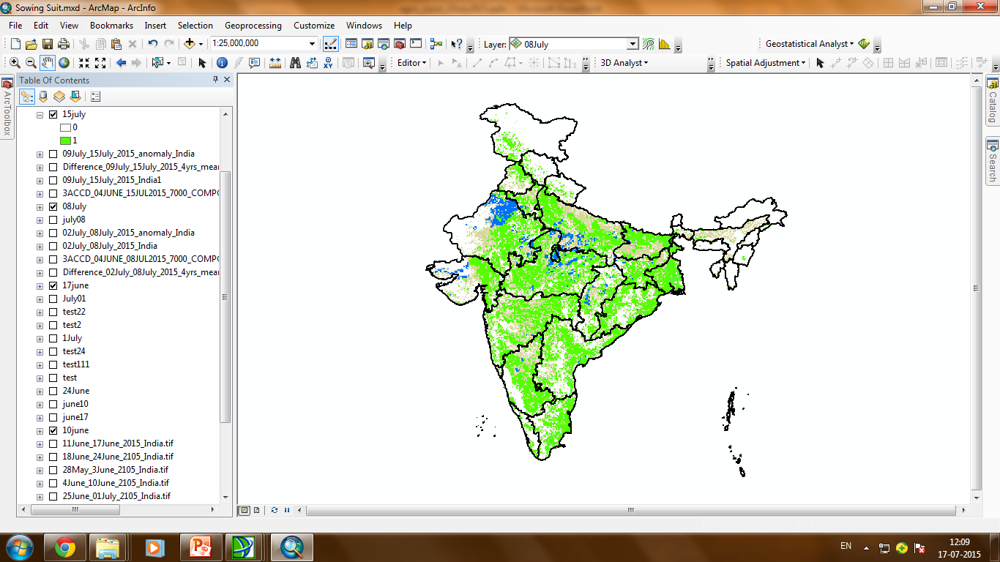 Sowing Suit.mxd - ArcMap - ArcInfo
File Edit View Bookmarks Insert Selection Geoprocessing Customize Windows Help
1:25,000,000 Layer: 08July Geostatistical Analyst
Editor 3D Analyst Spatial Adjustment
Table Of Contents
ArcToolbox
Catalog
Search
15july
0
1
09July_15July_2015_anomaly_India
Difference_09July_15July_2015_4yrs_mea
09July_15July_2015_India1
3ACCD_04JUNE_15JUL2015_7000_COMPO
08July
july08
02July_08July_2015_anomaly_India
02July_08July_2015_India
3ACCD_04JUNE_08JUL2015_7000_COMPO
Difference_02July_08July_2015_4yrs_mea
17june
July01
test22
test2
1July
test24
test111
test
24June
june10
june17
10june
11June_17June_2015_India.tif
18June_24June_2105_India.tif
28May_3June_2105_India.tif
4June_10June_2105_India.tif
25June_01July_2105_India.tif
EN
12:09
17-07-2015